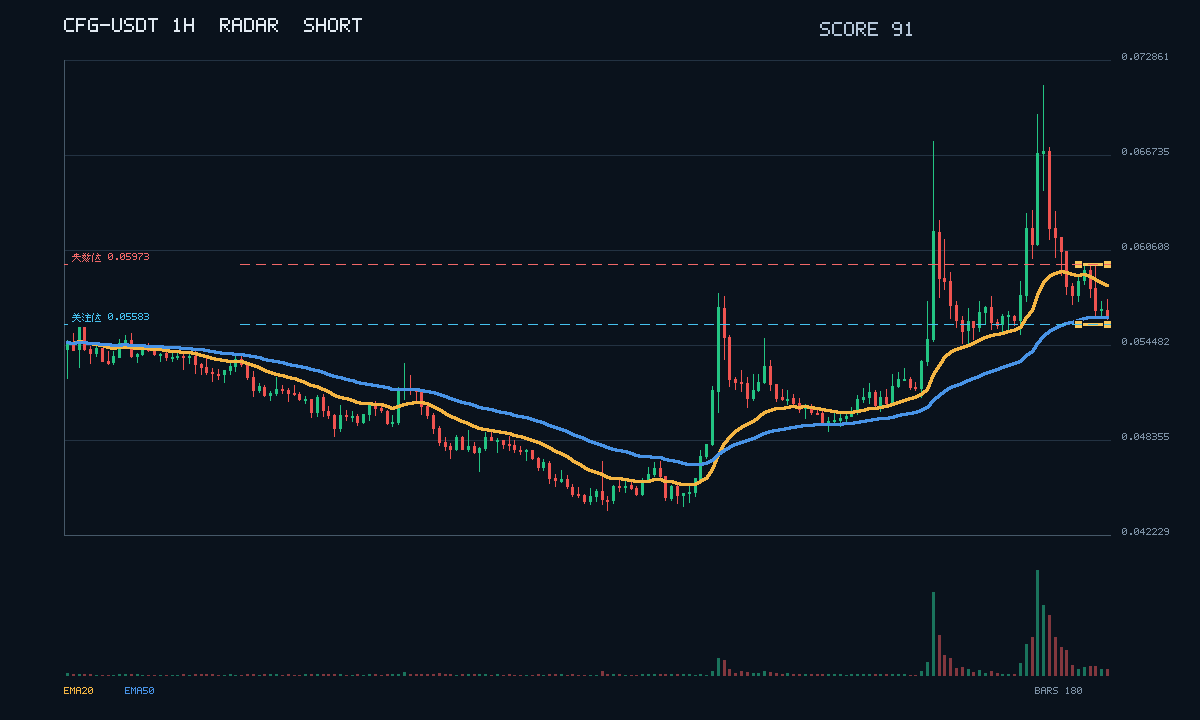 CFG-USDT 1H RADAR SHORT
SCORE 91
0.072861
0.066735
0.060608
失效位 0.05973
关注位 0.05583
0.054482
0.048355
0.042229
EMA20 EMA50
BARS 180